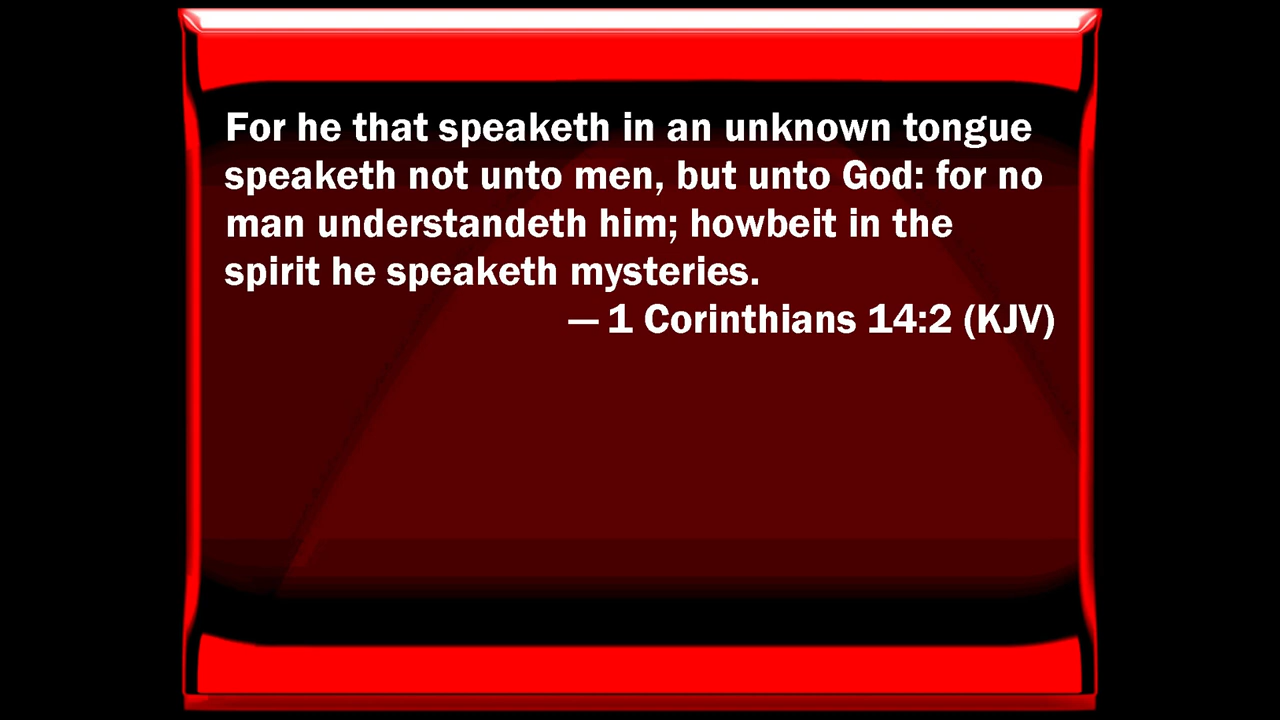 For he that speaketh in an unknown tongue
speaketh not unto men, but unto God: for no
man understandeth him; howbeit in the
spirit he speaketh mysteries.
— 1 Corinthians 14:2 (KJV)